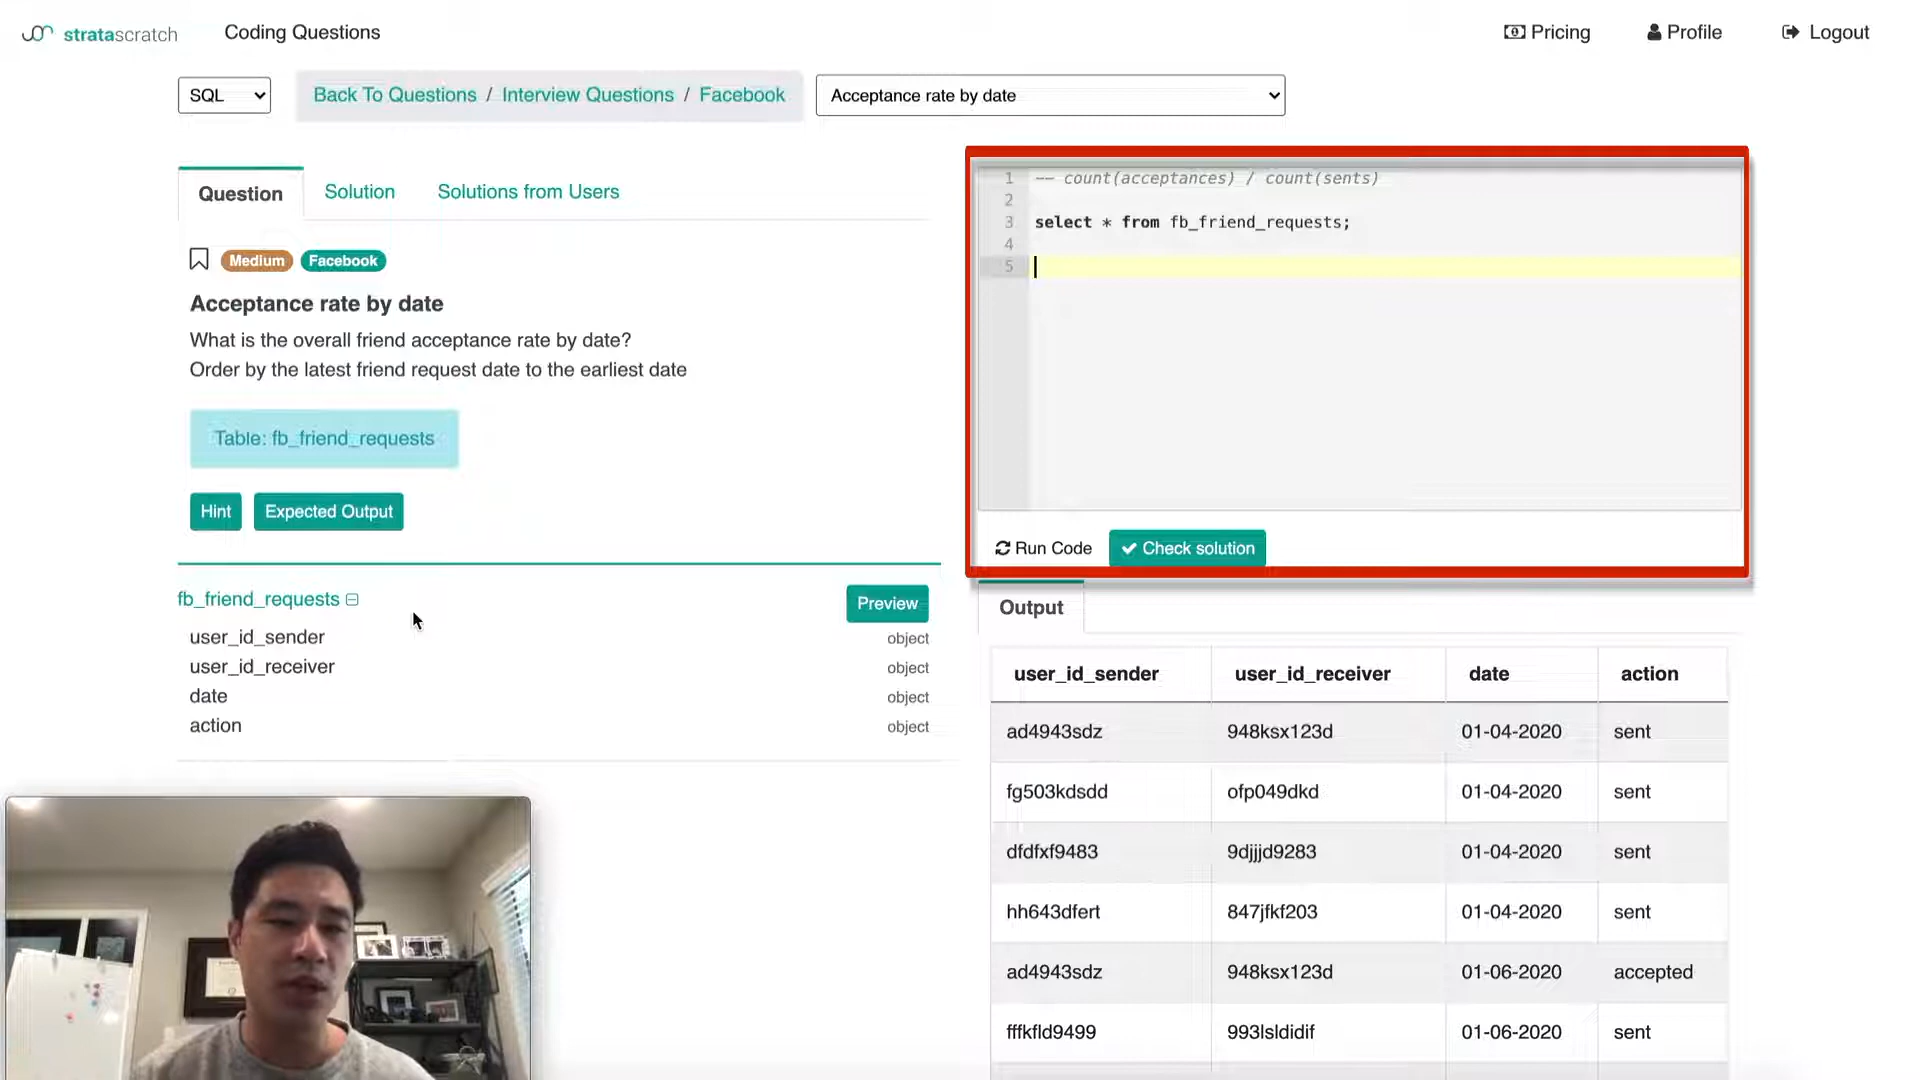 stratascratch
Coding Questions
Pricing
Profile
Logout
SQL
Back To Questions / Interview Questions / Facebook
Acceptance rate by date
Question
Solution
Solutions from Users
Medium
Facebook
Acceptance rate by date
What is the overall friend acceptance rate by date?
Order by the latest friend request date to the earliest date
Table: fb_friend_requests
Hint
Expected Output
fb_friend_requests
Preview
user_id_sender object
user_id_receiver object
date object
action object
1 -- count(acceptances) / count(sents)
2
3 select * from fb_friend_requests;
4
5
Run Code
Check solution
Output
user_id_sender user_id_receiver date action
ad4943sdz 948ksx123d 01-04-2020 sent
fg503kdsdd ofp049dkd 01-04-2020 sent
dfdfxf9483 9djjjd9283 01-04-2020 sent
hh643dfert 847jfkf203 01-04-2020 sent
ad4943sdz 948ksx123d 01-06-2020 accepted
fffkfld9499 993lsldidif 01-06-2020 sent